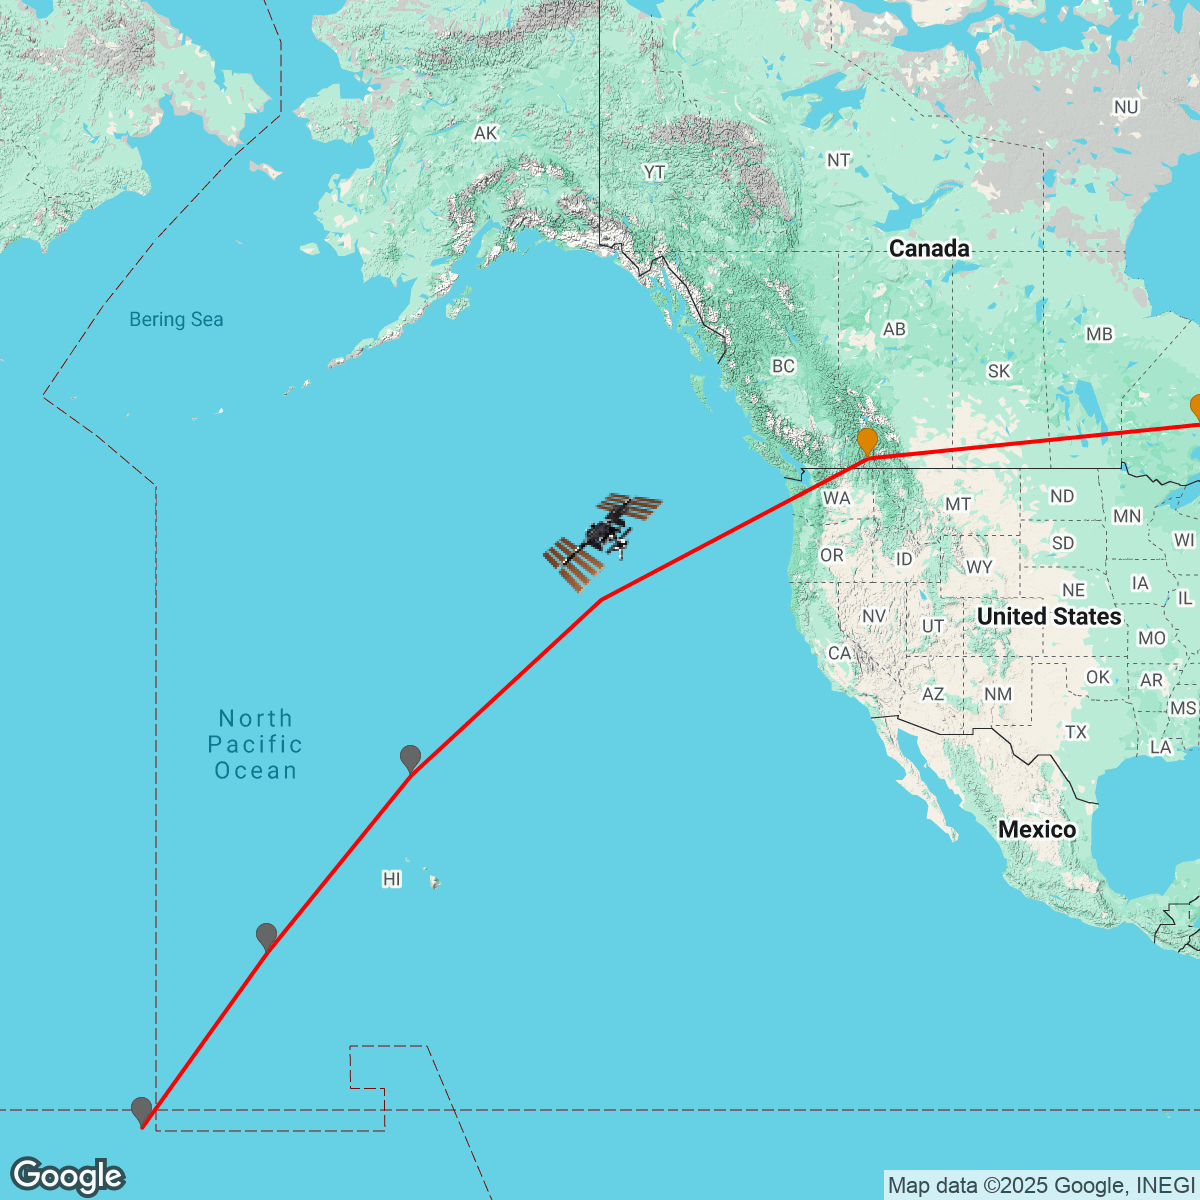 NU
AK
NT
YT
Canada
Bering Sea
AB
MB
BC
SK
WA
MT
ND
MN
OR
ID
SD
WY
WI
NE
IA
IL
NV
UT
United States
MO
CA
OK
AR
AZ
NM
MS
North
Pacific
Ocean
TX
LA
Mexico
HI
Google
Map data ©2025 Google, INEGI